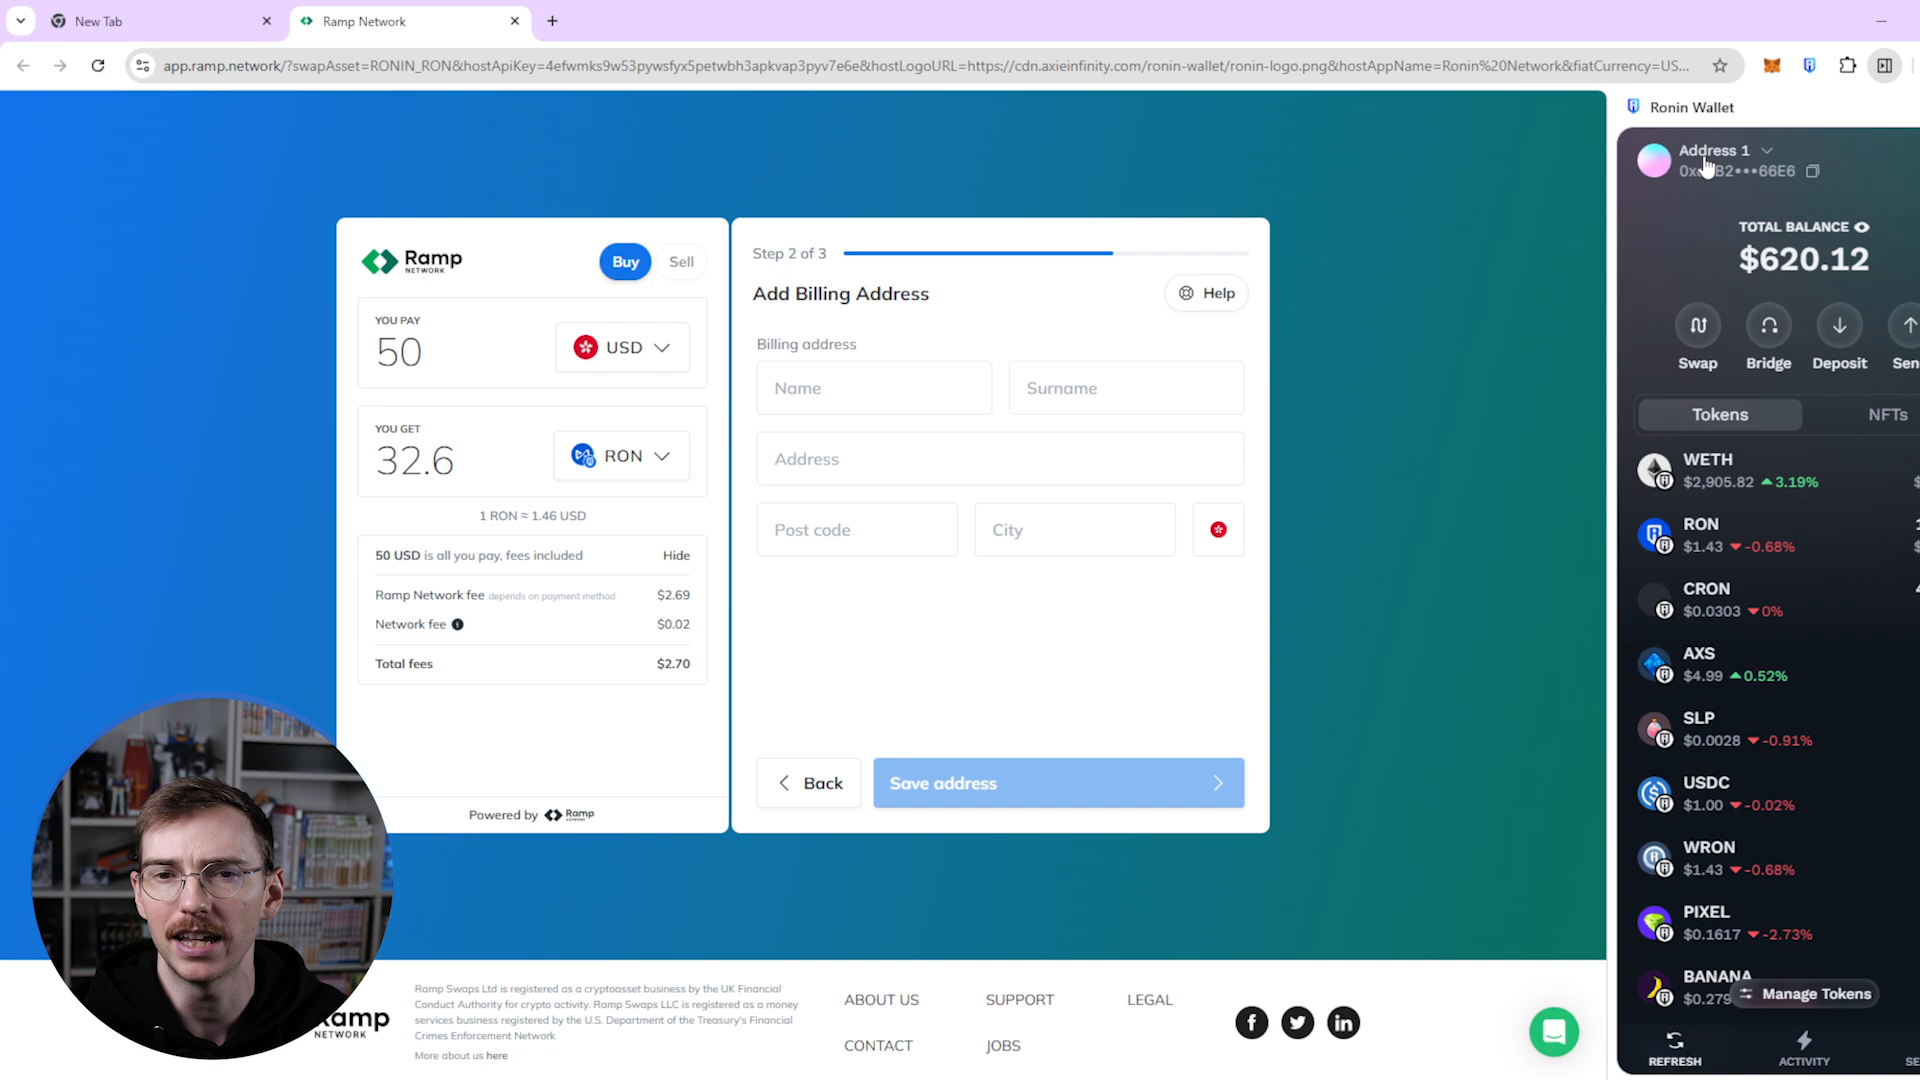 New Tab
Ramp Network
app.ramp.network/?swapAsset=RONIN_RON&hostApiKey=4efwmks9w53pywsfyx5petwbh3apkvap3pyv7e6e&hostLogoURL=https://cdn.axieinfinity.com/ronin-wallet/ronin-logo.png&hostAppName=Ronin%20Network&fiatCurrency=US...
Ramp
NETWORK
Buy
Sell
YOU PAY
50
USD
YOU GET
32.6
RON
1 RON ≈ 1.46 USD
50 USD is all you pay, fees included
Hide
Ramp Network fee depends on payment method
$2.69
Network fee
$0.02
Total fees
$2.70
Powered by Ramp
Step 2 of 3
Add Billing Address
Help
Billing address
Name
Surname
Address
Post code
City
Back
Save address
Ronin Wallet
Address 1
66E6
TOTAL BALANCE
$620.12
Swap
Bridge
Deposit
Sen
Tokens
NFTs
WETH
$2,905.82 3.19%
RON
$1.43 -0.68%
CRON
$0.0303 0%
AXS
$4.99 0.52%
SLP
$0.0028 -0.91%
USDC
$1.00 -0.02%
WRON
$1.43 -0.68%
PIXEL
$0.1617 -2.73%
BANANA
$0.279
Manage Tokens
REFRESH
ACTIVITY
SE
Ramp
NETWORK
Ramp Swaps Ltd is registered as a cryptoasset business by the UK Financial
Conduct Authority for crypto activity. Ramp Swaps LLC is registered as a money
services business registered by the U.S. Department of the Treasury's Financial
Crimes Enforcement Network
More about us here
ABOUT US
SUPPORT
LEGAL
CONTACT
JOBS